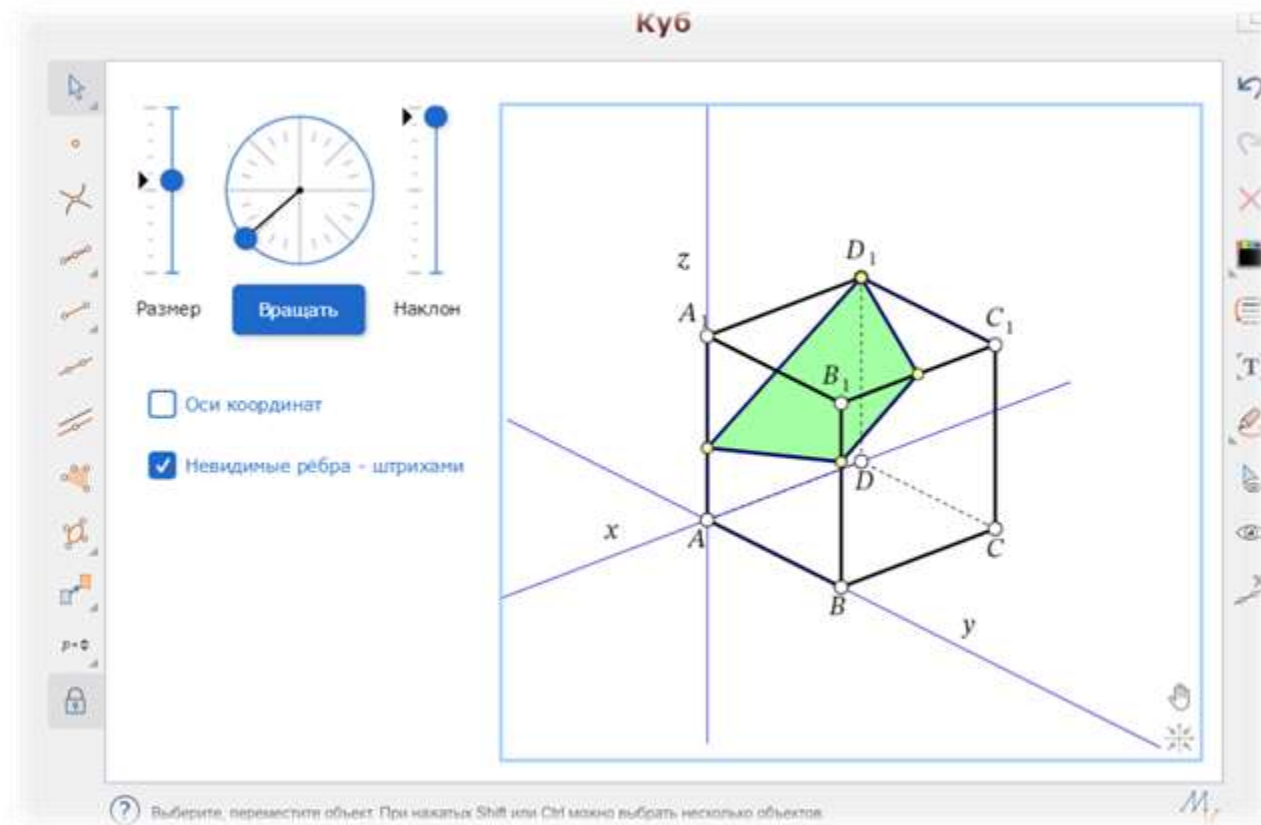 Куб
Размер
Вращать
Наклон
Оси координат
Невидимые рёбра - штрихами
z
D1
A1
C1
B1
D
x
A
C
B
y
T
? Выберите, переместите объект. При нажатых Shift или Ctrl можно выбрать несколько объектов.